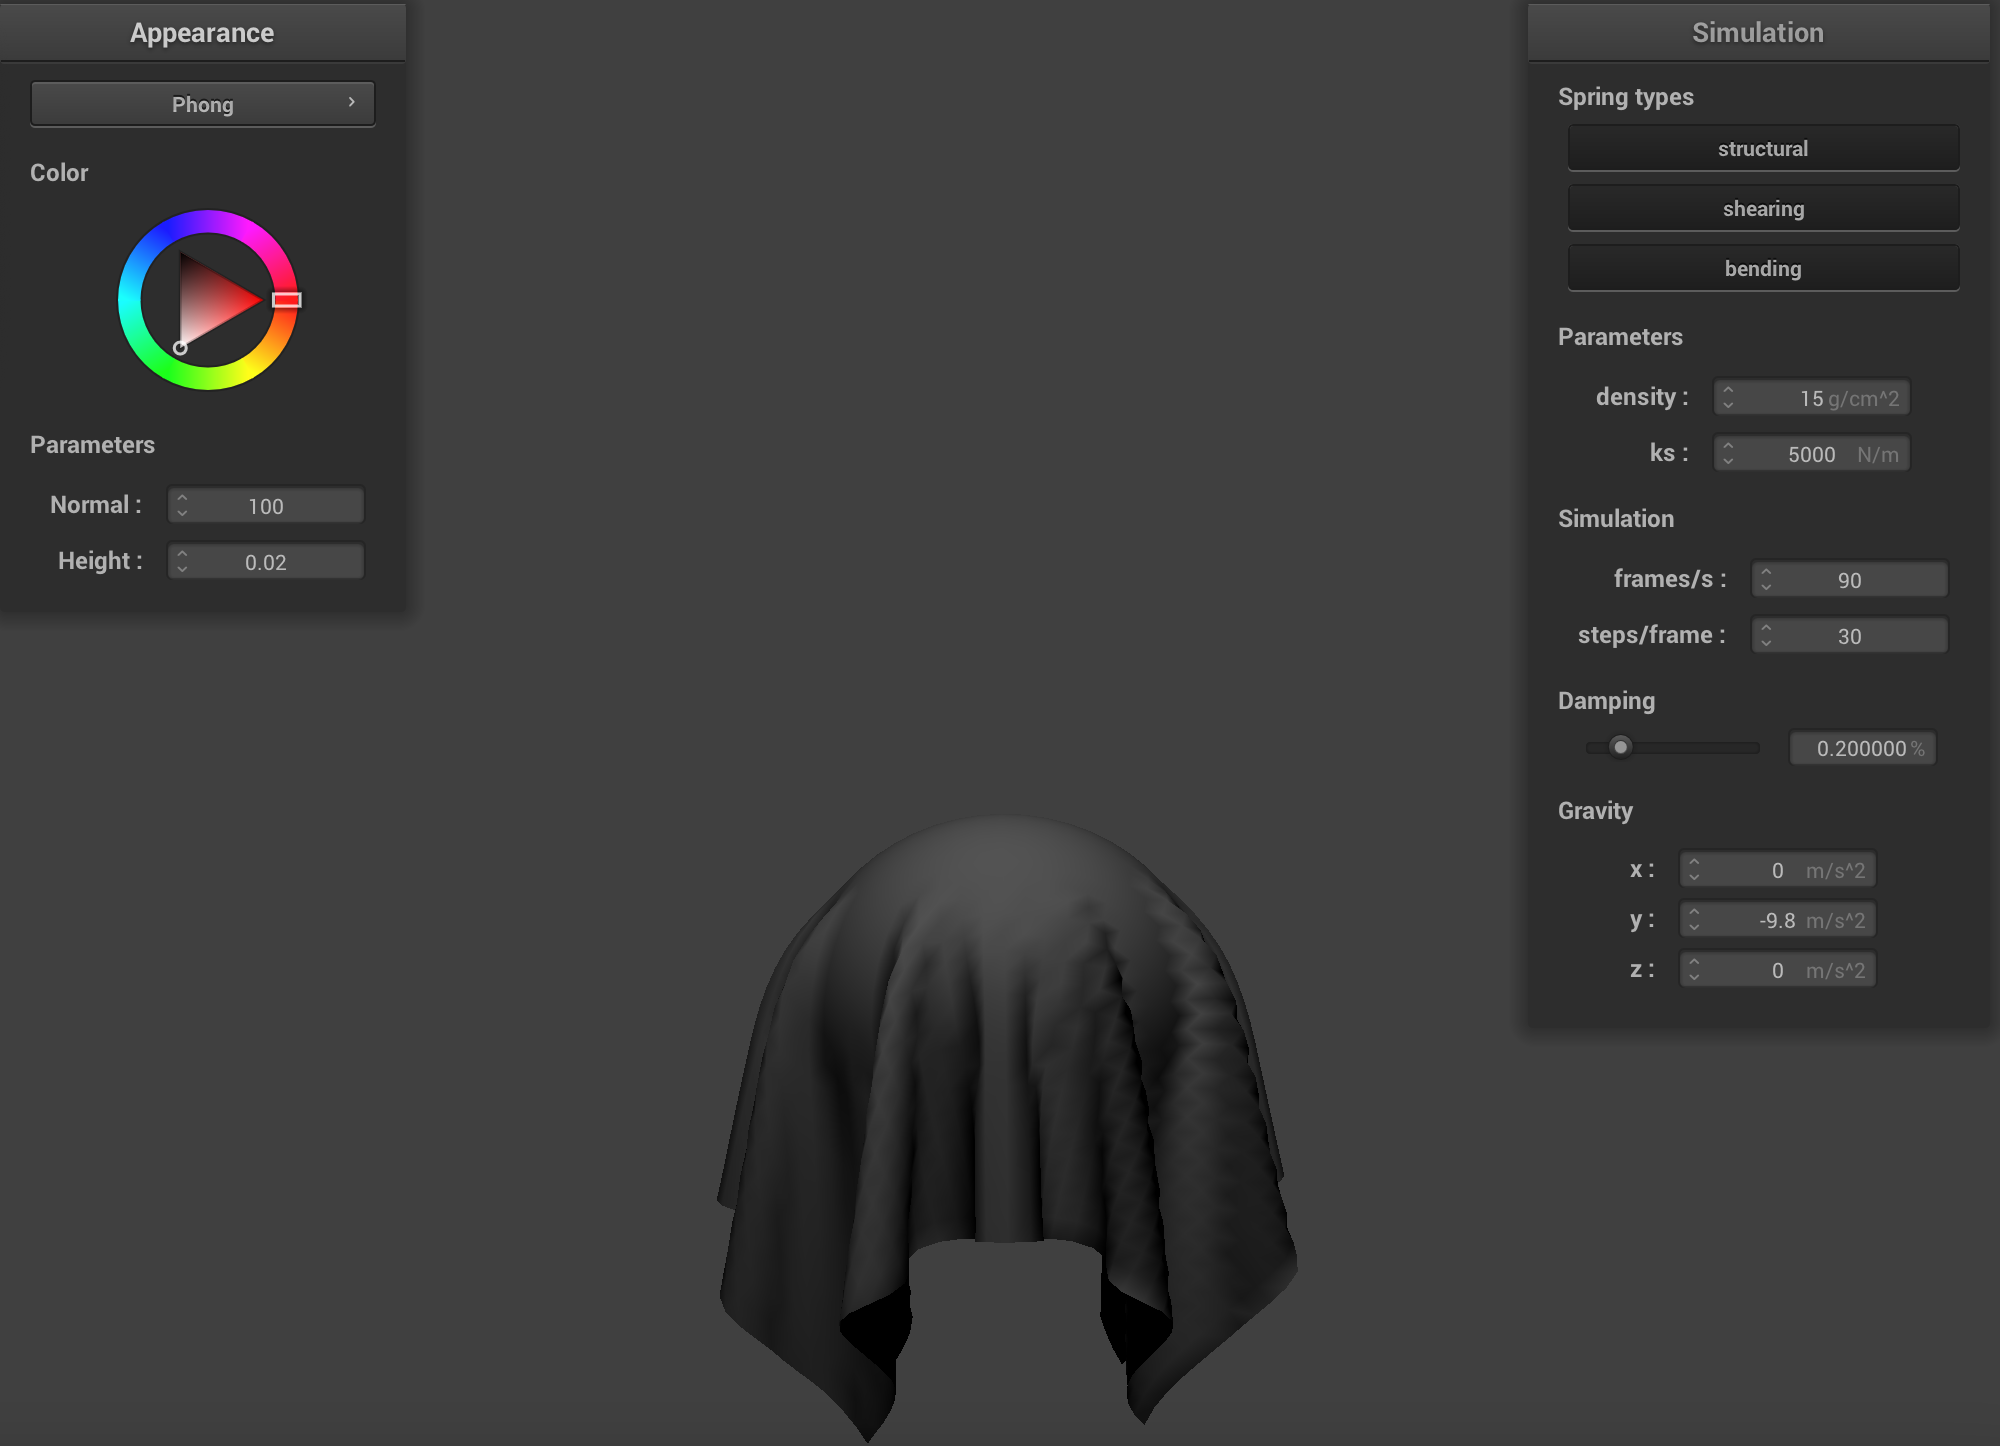 Appearance
Phong
Color
Parameters
Normal : 100
Height : 0.02
Simulation
Spring types
structural
shearing
bending
Parameters
density : 15 g/cm^2
ks : 5000 N/m
Simulation
frames/s : 90
steps/frame : 30
Damping
0.200000 %
Gravity
x : 0 m/s^2
y : -9.8 m/s^2
z : 0 m/s^2